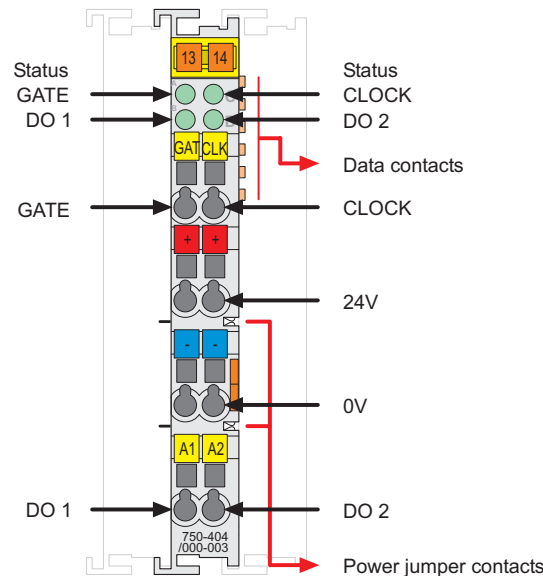 13 14
Status
GATE
Status
CLOCK
A
C
DO 1
DO 2
B
GAT CLK
Data contacts
GATE
CLOCK
+ +
24V
- -
0V
A1 A2
DO 1
DO 2
750-404
/000-003
Power jumper contacts